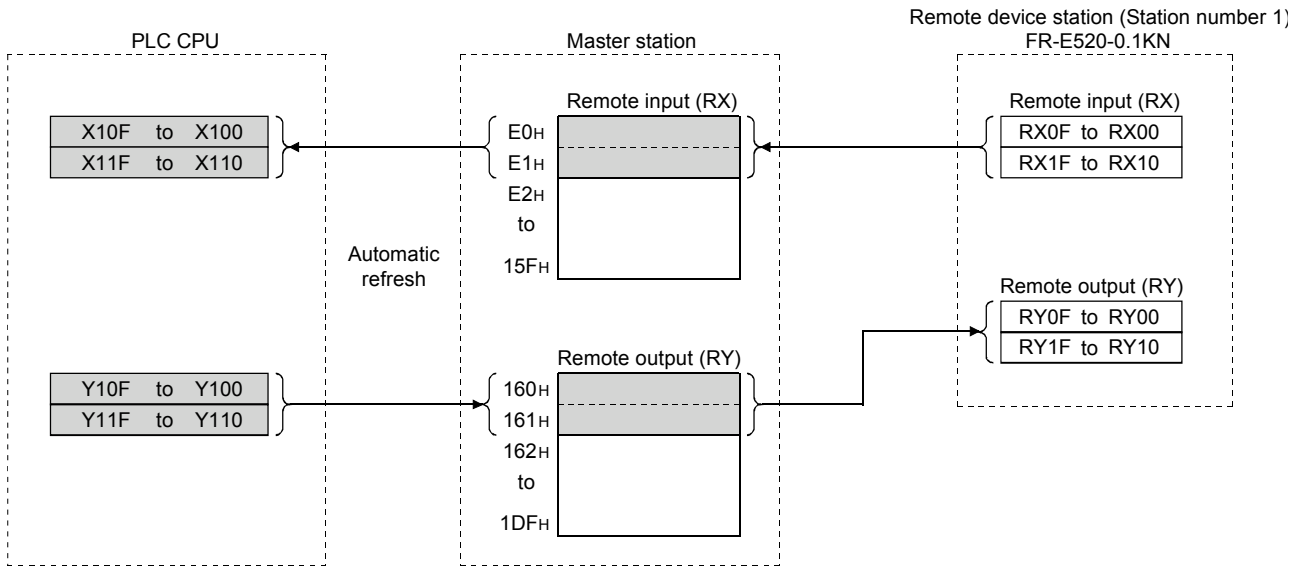 Remote device station (Station number 1)
PLC CPU
Master station
FR-E520-0.1KN
Remote input (RX)
Remote input (RX)
X10F to X100
E0H
RX0F to RX00
X11F to X110
E1H
RX1F to RX10
E2H
to
Automatic
refresh
15FH
Remote output (RY)
RY0F to RY00
RY1F to RY10
Remote output (RY)
Y10F to Y100
160H
Y11F to Y110
161H
162H
to
1DFH